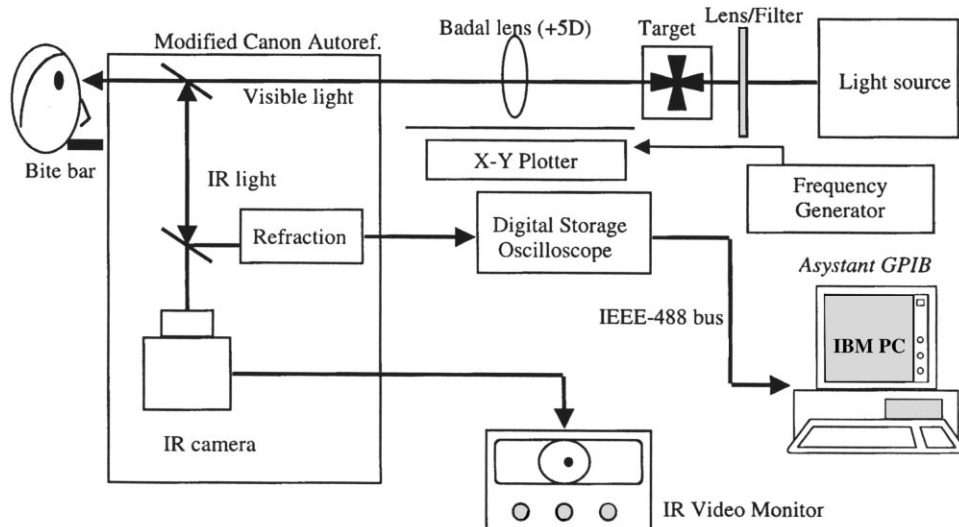 Modified Canon Autoref.
Badal lens (+5D)
Target
Lens/Filter
Visible light
Light source
Bite bar
IR light
X-Y Plotter
Frequency
Generator
Refraction
Digital Storage
Oscilloscope
Asystant GPIB
IEEE-488 bus
IBM PC
IR camera
IR Video Monitor